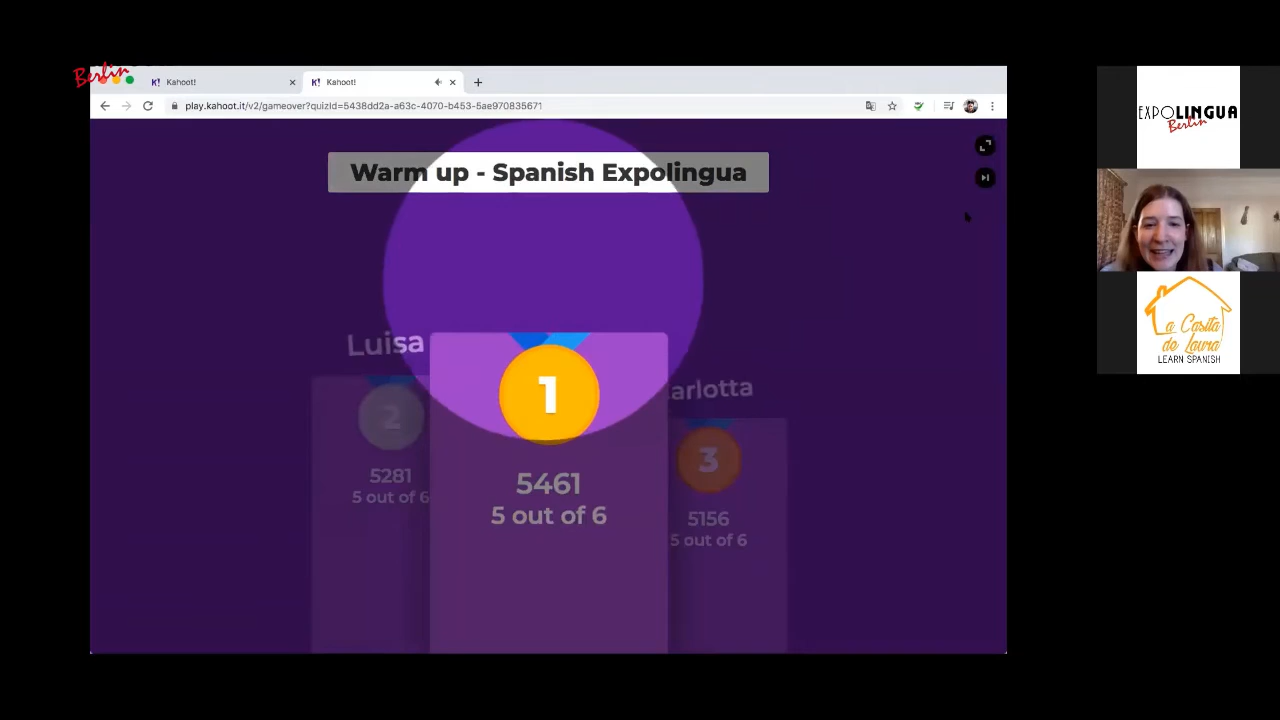 Berlin
Kahoot!
Kahoot!
play.kahoot.it/v2/gameover?quizId=5438dd2a-a63c-4070-b453-5ae970835671
Warm up - Spanish Expolingua
Luisa
2
5281
5 out of 6
1
5461
5 out of 6
arlotta
3
5156
5 out of 6
EXPOLINGUA
Berlin
La Casita
de Laura
LEARN SPANISH